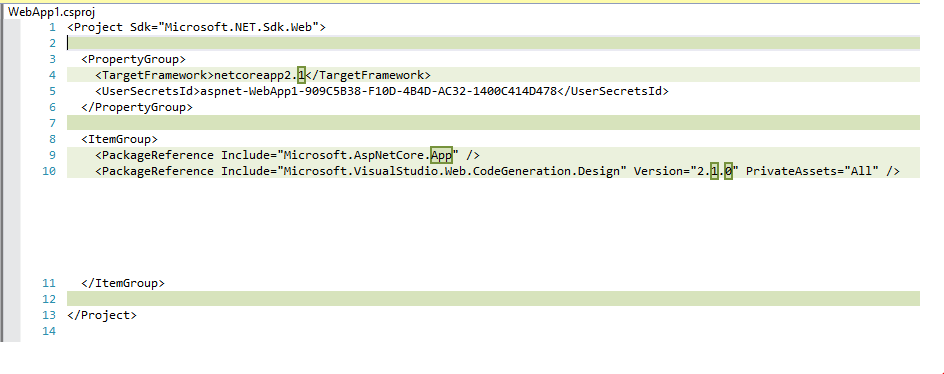 WebApp1.csproj
1 <Project Sdk="Microsoft.NET.Sdk.Web">
2
3 <PropertyGroup>
4 <TargetFramework>netcoreapp2.1</TargetFramework>
5 <UserSecretsId>aspnet-WebApp1-909C5B38-F10D-4B4D-AC32-1400C414D478</UserSecretsId>
6 </PropertyGroup>
7
8 <ItemGroup>
9 <PackageReference Include="Microsoft.AspNetCore.App" />
10 <PackageReference Include="Microsoft.VisualStudio.Web.CodeGeneration.Design" Version="2.1.0" PrivateAssets="All" />
11 </ItemGroup>
12
13 </Project>
14